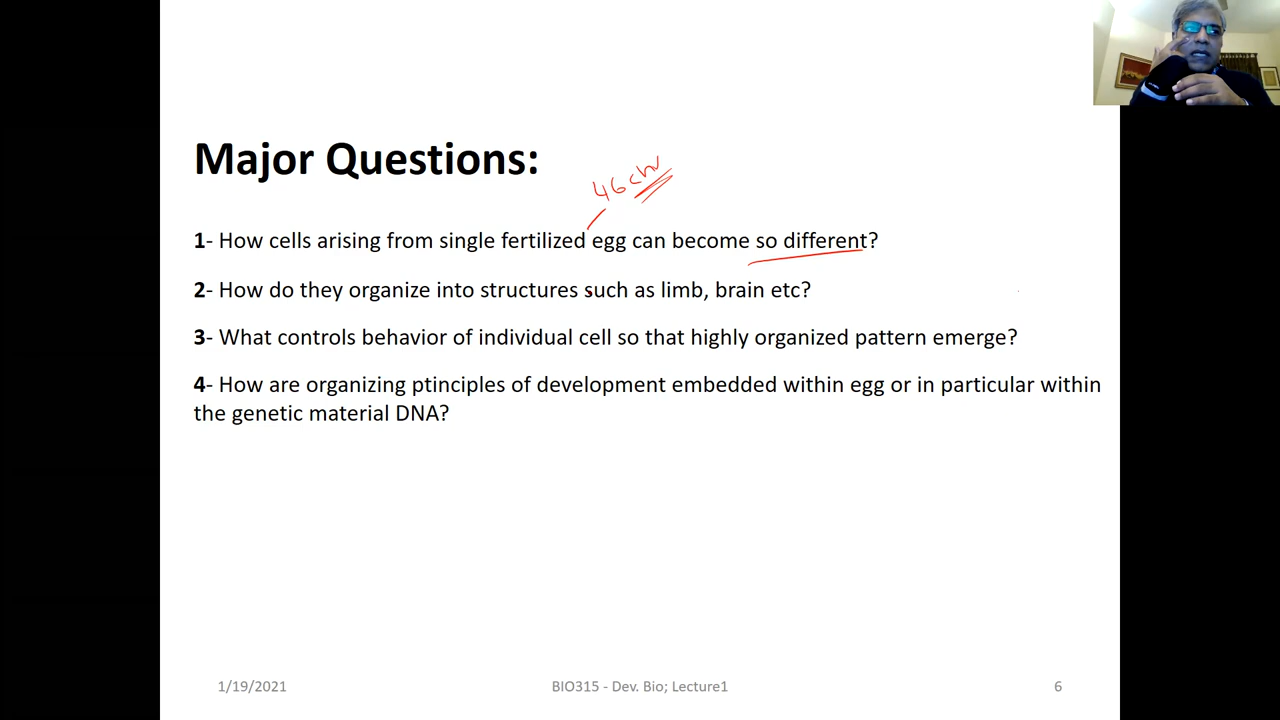 Major Questions:
46 chr
1- How cells arising from single fertilized egg can become so different?
2- How do they organize into structures such as limb, brain etc?
3- What controls behavior of individual cell so that highly organized pattern emerge?
4- How are organizing ptinciples of development embedded within egg or in particular within
the genetic material DNA?
1/19/2021
BIO315 - Dev. Bio; Lecture1
6